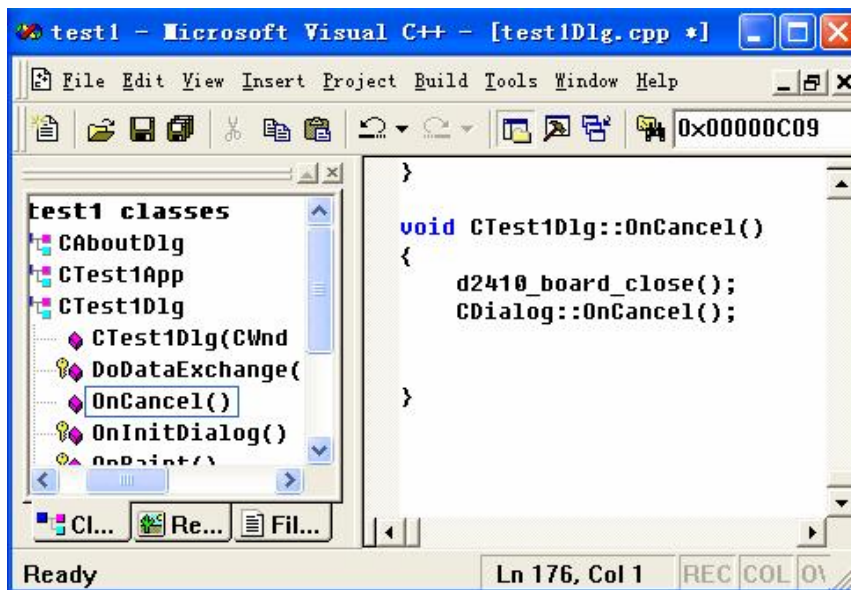 test1 - Microsoft Visual C++ - [test1Dlg.cpp *]
File Edit View Insert Project Build Tools Window Help
0x00000C09
test1 classes
CAboutDlg
CTest1App
CTest1Dlg
CTest1Dlg(CWnd
DoDataExchange(
OnCancel()
OnInitDialog()
OnPaint()
Cl... Re... Fil...
}
void CTest1Dlg::OnCancel()
{
d2410_board_close();
CDialog::OnCancel();
}
Ready Ln 176, Col 1 REC COL